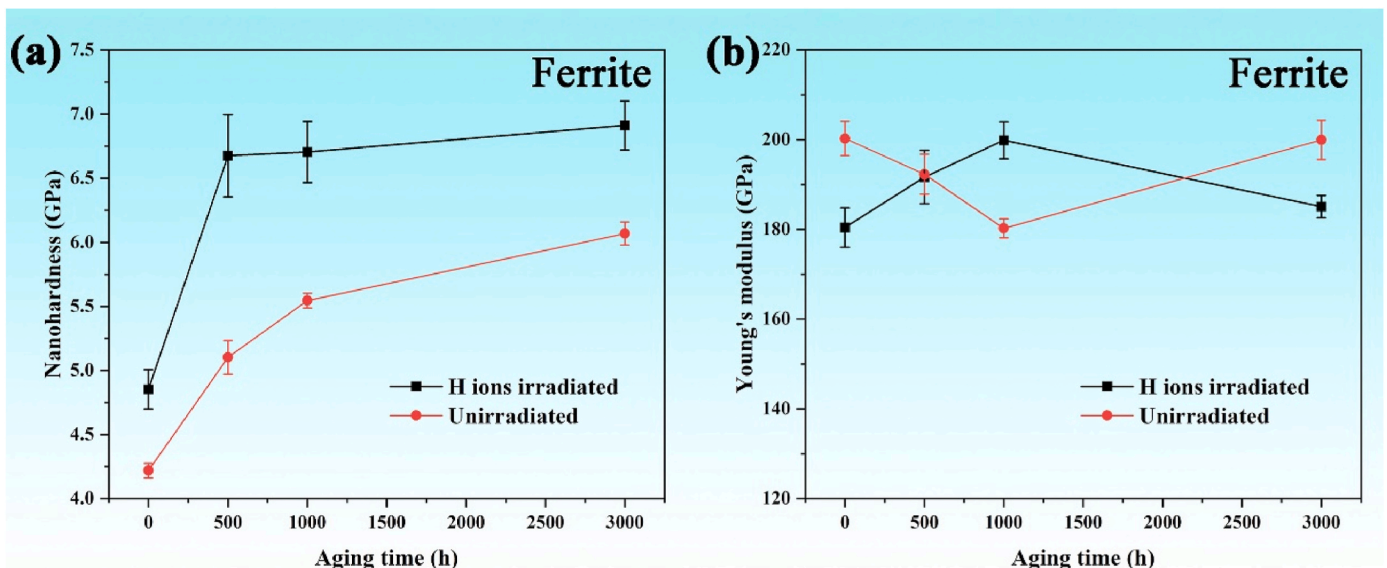 (a)
Ferrite
7.5
7.0
6.5
6.0
5.5
5.0
4.5
4.0
Nanohardness (GPa)
H ions irradiated
Unirradiated
0 500 1000 1500 2000 2500 3000
Aging time (h)
(b)
Ferrite
220
200
180
160
140
120
Young's modulus (GPa)
H ions irradiated
Unirradiated
0 500 1000 1500 2000 2500 3000
Aging time (h)